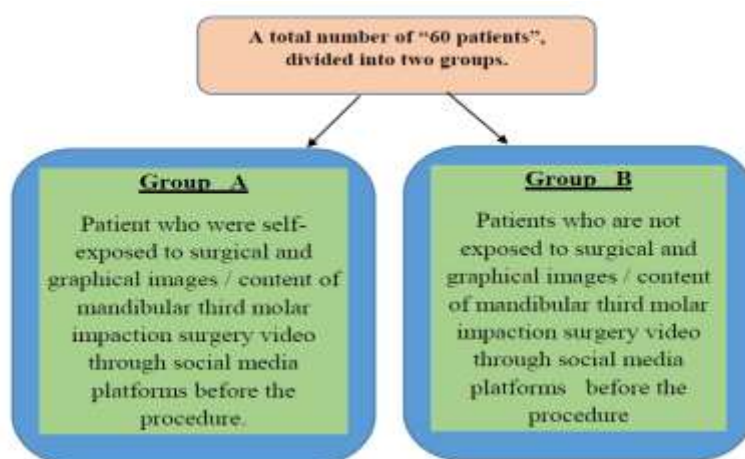 A total number of “60 patients”,
divided into two groups.
Group A
Patient who were self-
exposed to surgical and
graphical images / content of
mandibular third molar
impaction surgery video
through social media
platforms before the
procedure.
Group B
Patients who are not
exposed to surgical and
graphical images / content
of mandibular third molar
impaction surgery video
through social media
platforms before the
procedure